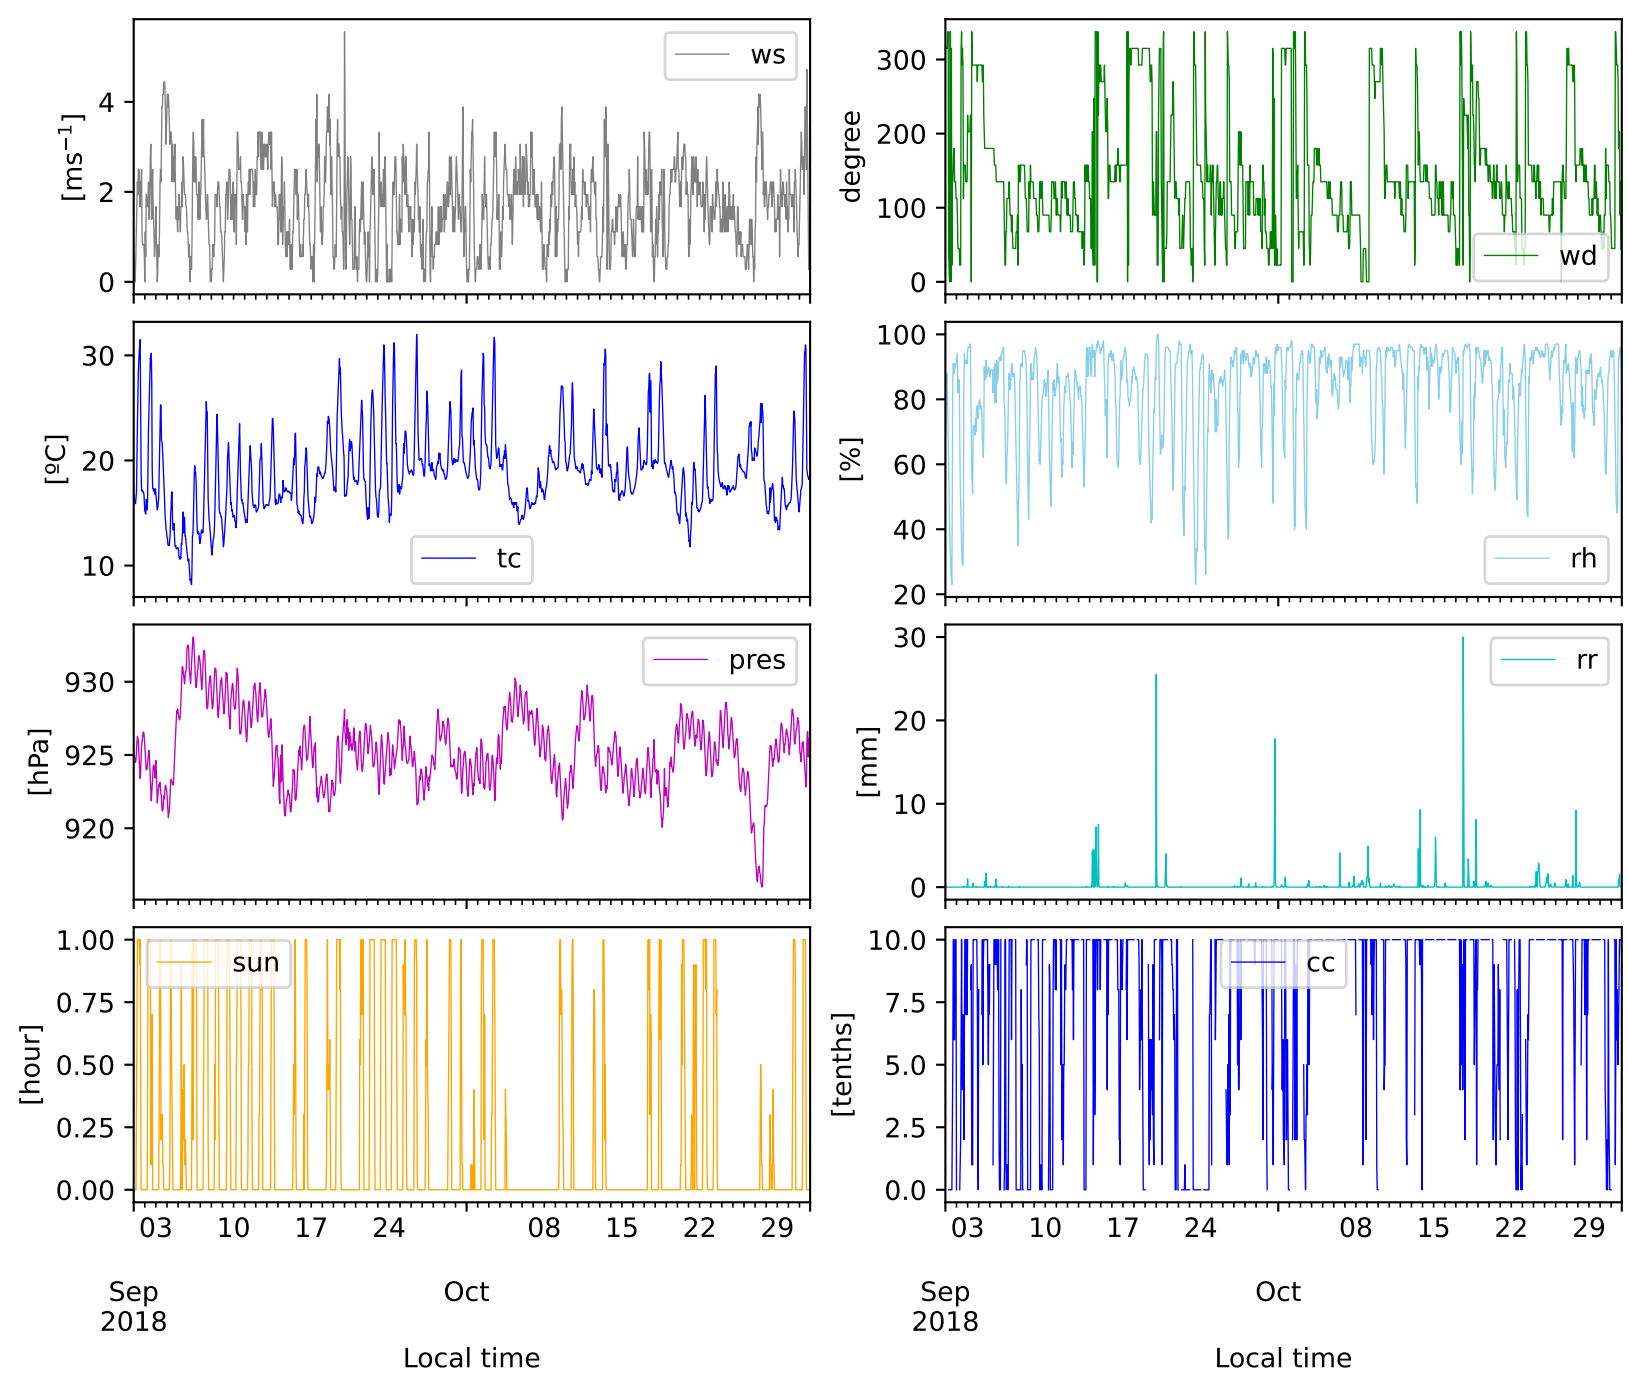 [ms⁻¹]
4
2
0
ws
degree
300
200
100
0
wd
[ºC]
30
20
10
tc
[%]
100
80
60
40
20
rh
[hPa]
930
925
920
pres
[mm]
30
20
10
0
rr
[hour]
1.00
0.75
0.50
0.25
0.00
sun
[tenths]
10.0
7.5
5.0
2.5
0.0
cc
03 10 17 24 08 15 22 29
Sep Oct
2018
Local time
03 10 17 24 08 15 22 29
Sep Oct
2018
Local time